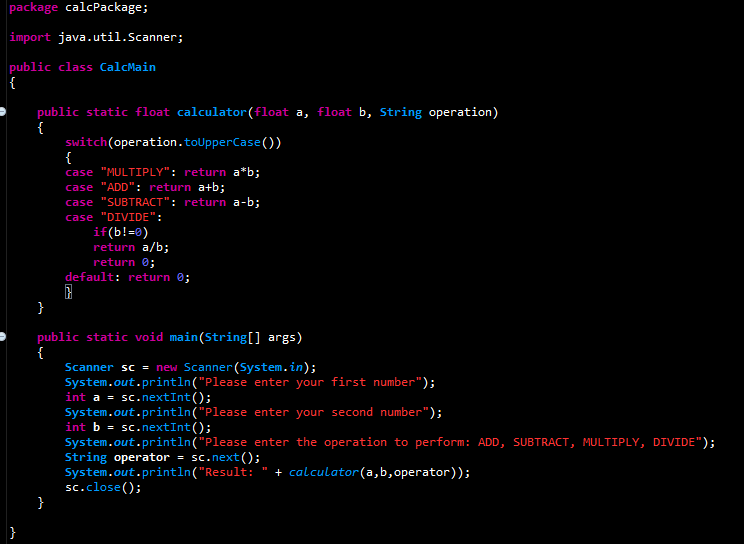 package calcPackage;
import java.util.Scanner;
public class CalcMain
{
public static float calculator(float a, float b, String operation)
{
switch(operation.toUpperCase())
{
case "MULTIPLY": return a*b;
case "ADD": return a+b;
case "SUBTRACT": return a-b;
case "DIVIDE":
if(b!=0)
return a/b;
return 0;
default: return 0;
}
}
public static void main(String[] args)
{
Scanner sc = new Scanner(System.in);
System.out.println("Please enter your first number");
int a = sc.nextInt();
System.out.println("Please enter your second number");
int b = sc.nextInt();
System.out.println("Please enter the operation to perform: ADD, SUBTRACT, MULTIPLY, DIVIDE");
String operator = sc.next();
System.out.println("Result: " + calculator(a,b,operator));
sc.close();
}
}